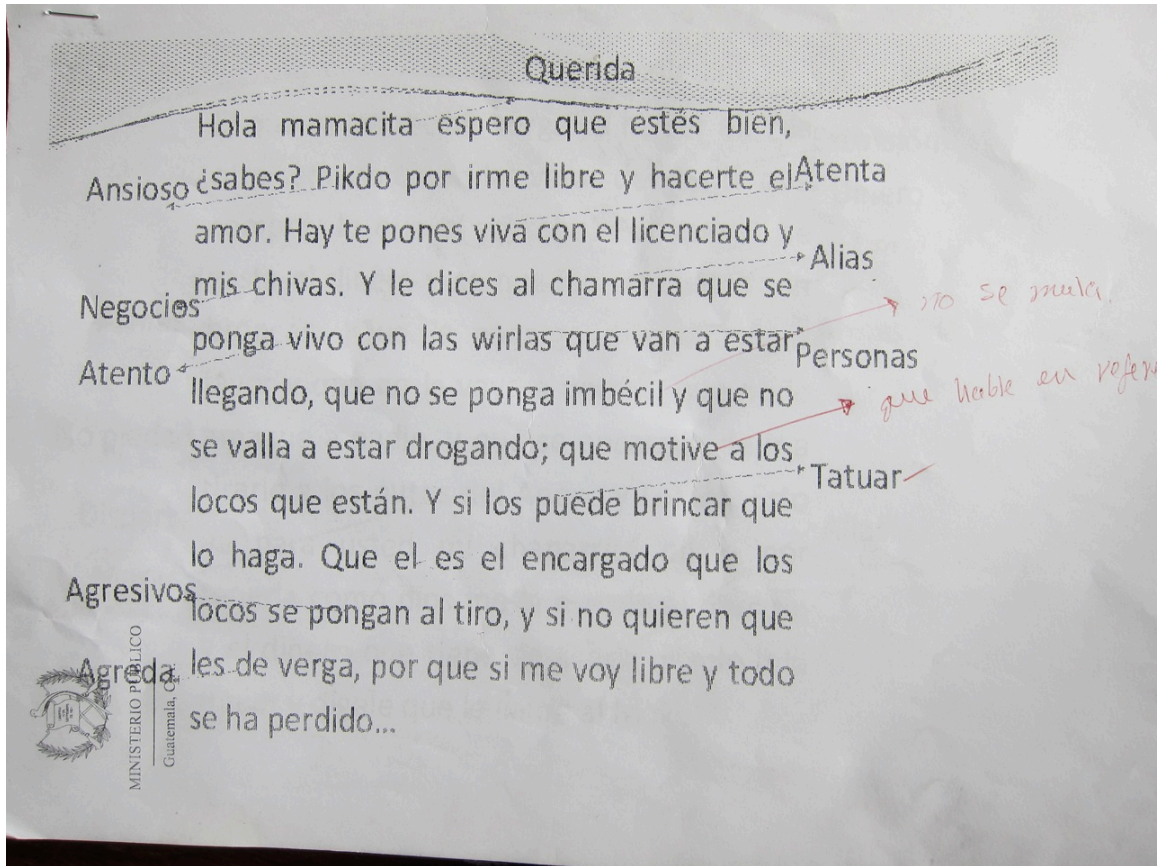 Querida
Hola mamacita espero que estés bien,
Ansioso ¿sabes? Pikdo por irme libre y hacerte el Atenta
amor. Hay te pones viva con el licenciado y
Alias
mis chivas. Y le dices al chamarra que se
Negocios
no se mula
ponga vivo con las wirlas que van a estar
Personas
Atento
llegando, que no se ponga imbécil y que no
que hable en
se valla a estar drogando; que motive a los
Tatuar
locos que están. Y si los puede brincar que
lo haga. Que el es el encargado que los
Agresivos
locos se pongan al tiro, y si no quieren que
Agreda les de verga, por que si me voy libre y todo
se ha perdido...
MINISTERIO PÚBLICO
Guatemala, C.A.